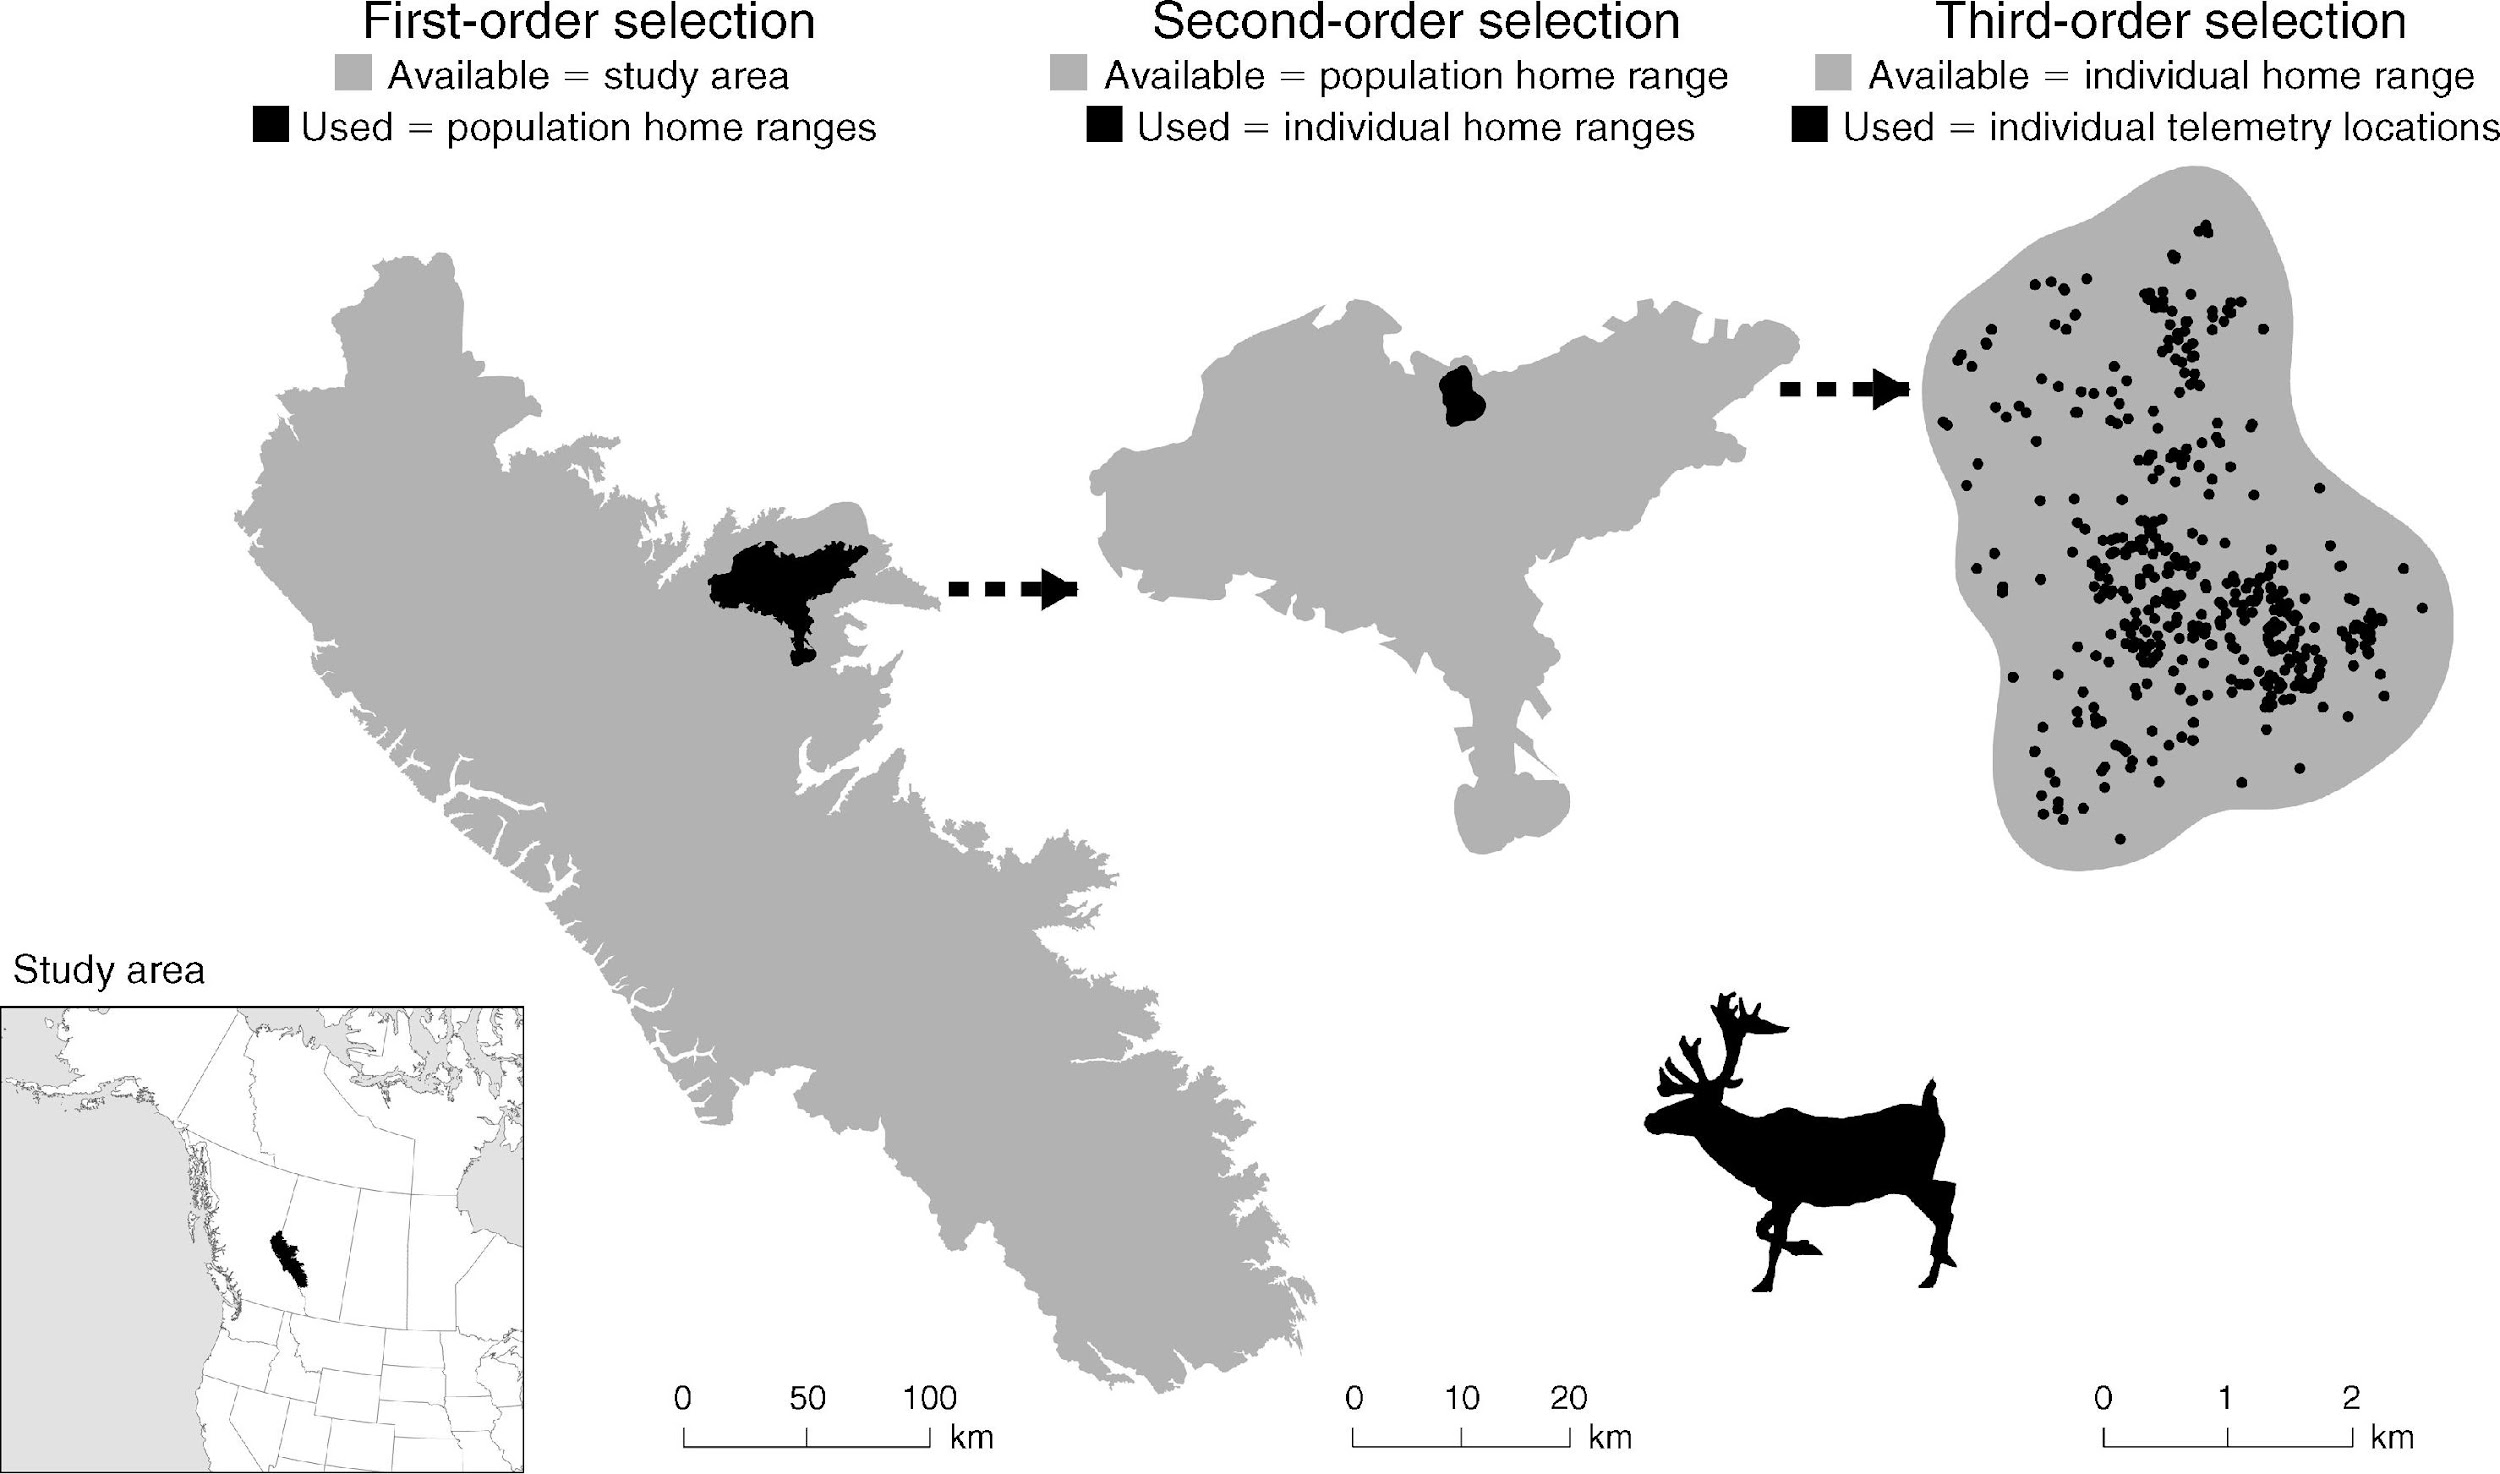 First-order selection
Available = study area
Used = population home ranges
Second-order selection
Available = population home range
Used = individual home ranges
Third-order selection
Available = individual home range
Used = individual telemetry locations
Study area
0 50 100
km
0 10 20
km
0 1 2
km